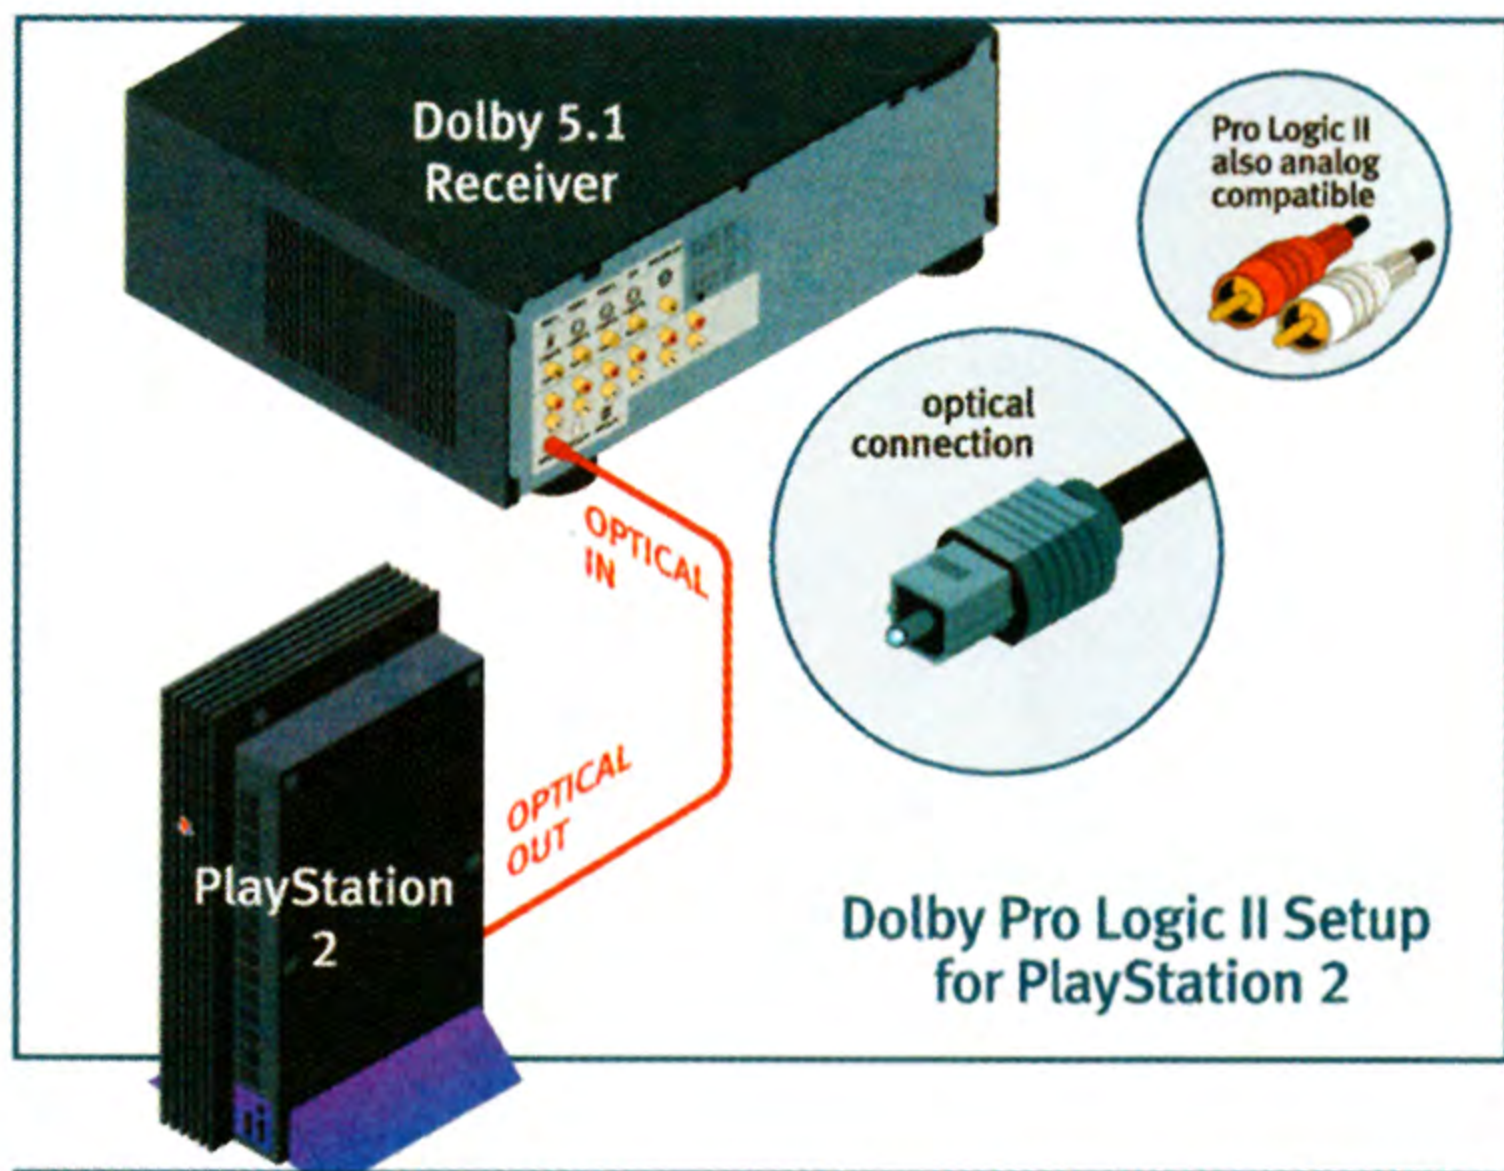 Dolby 5.1
Receiver
Pro Logic II
also analog
compatible
optical
connection
OPTICAL
IN
OPTICAL
OUT
PlayStation
2
Dolby Pro Logic II Setup
for PlayStation 2